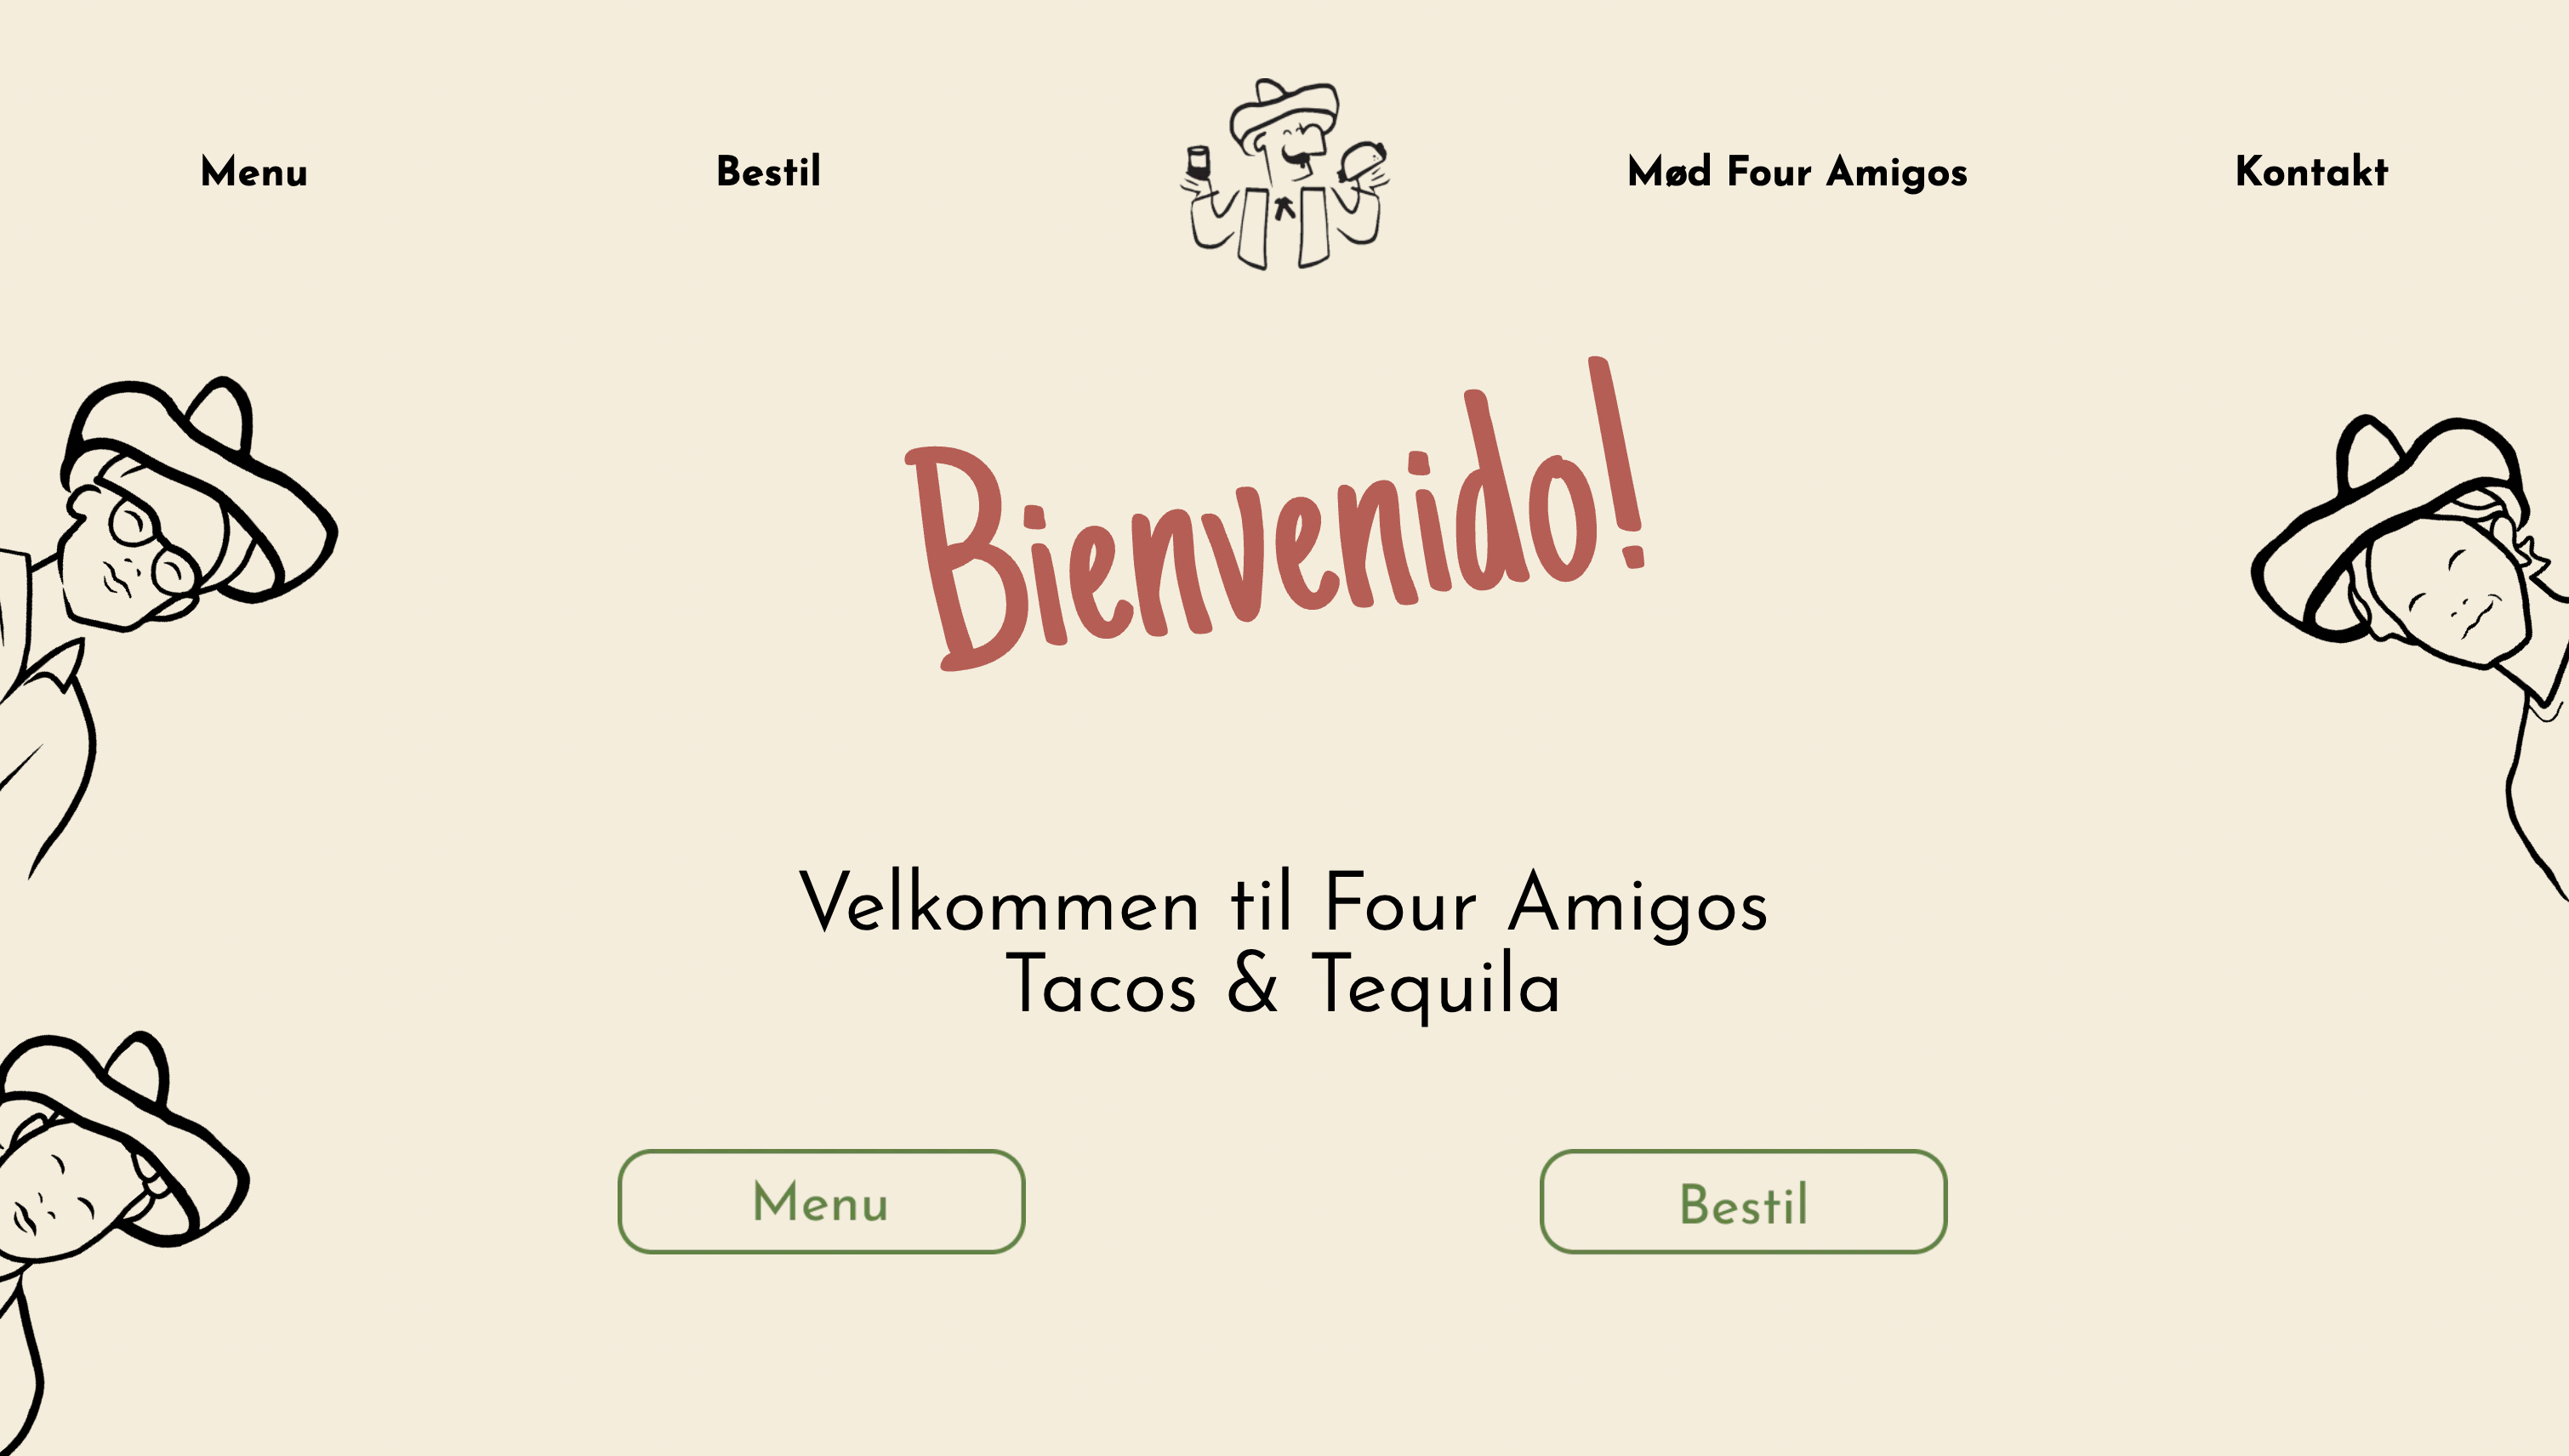 Menu
Bestil
Mød Four Amigos
Kontakt
Bienvenido!
Velkommen til Four Amigos
Tacos & Tequila
Menu
Bestil